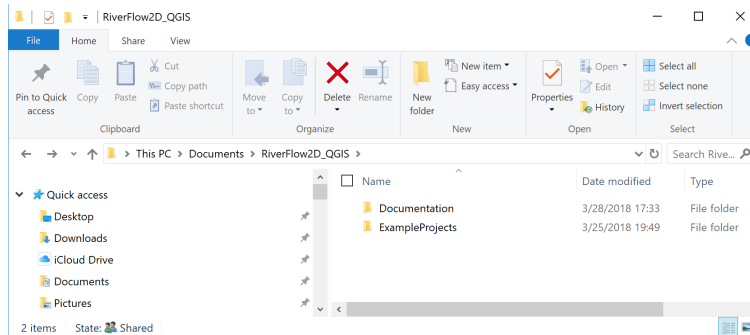 RiverFlow2D_QGIS
File Home Share View
Pin to Quick access
Copy
Paste
Cut
Copy path
Paste shortcut
Clipboard
Move to
Copy to
Delete
Rename
Organize
New folder
New item
Easy access
New
Properties
Open
Edit
History
Open
Select all
Select none
Invert selection
Select
This PC > Documents > RiverFlow2D_QGIS >
Search Rive...
Quick access
Desktop
Downloads
iCloud Drive
Documents
Pictures
Name Date modified Type
Documentation 3/28/2018 17:33 File folder
ExampleProjects 3/25/2018 19:49 File folder
2 items State: Shared